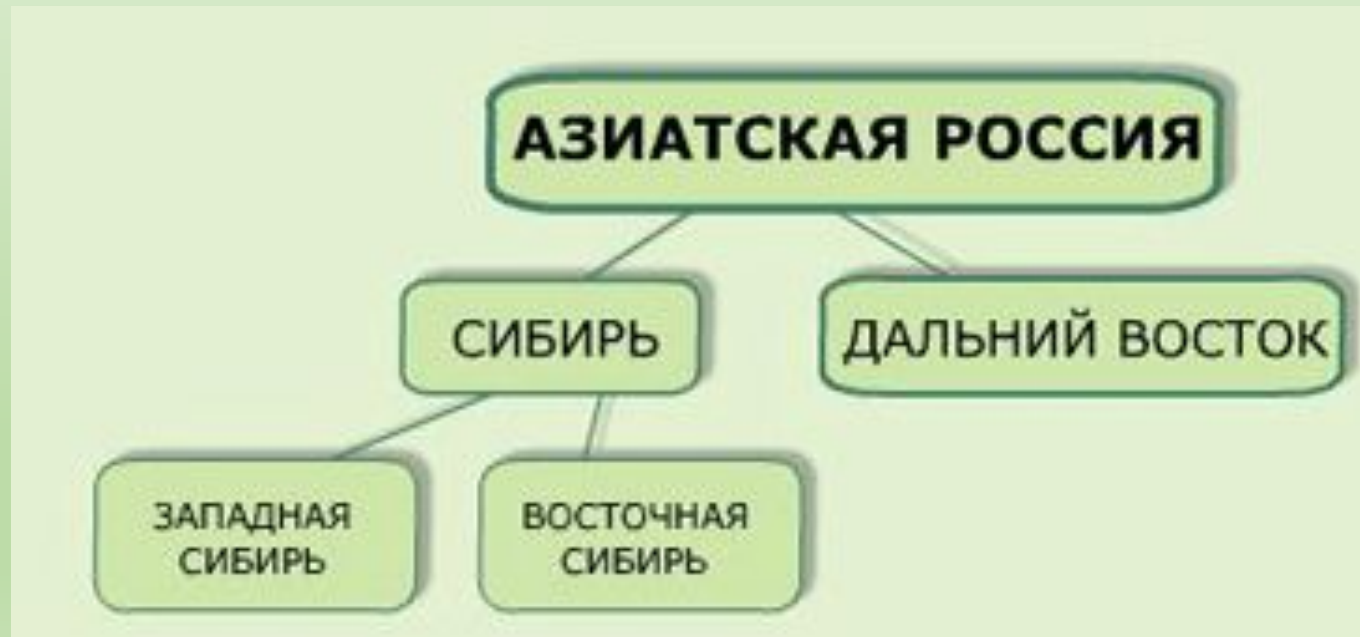 АЗИАТСКАЯ РОССИЯ
СИБИРЬ
ДАЛЬНИЙ ВОСТОК
ЗАПАДНАЯ
СИБИРЬ
ВОСТОЧНАЯ
СИБИРЬ